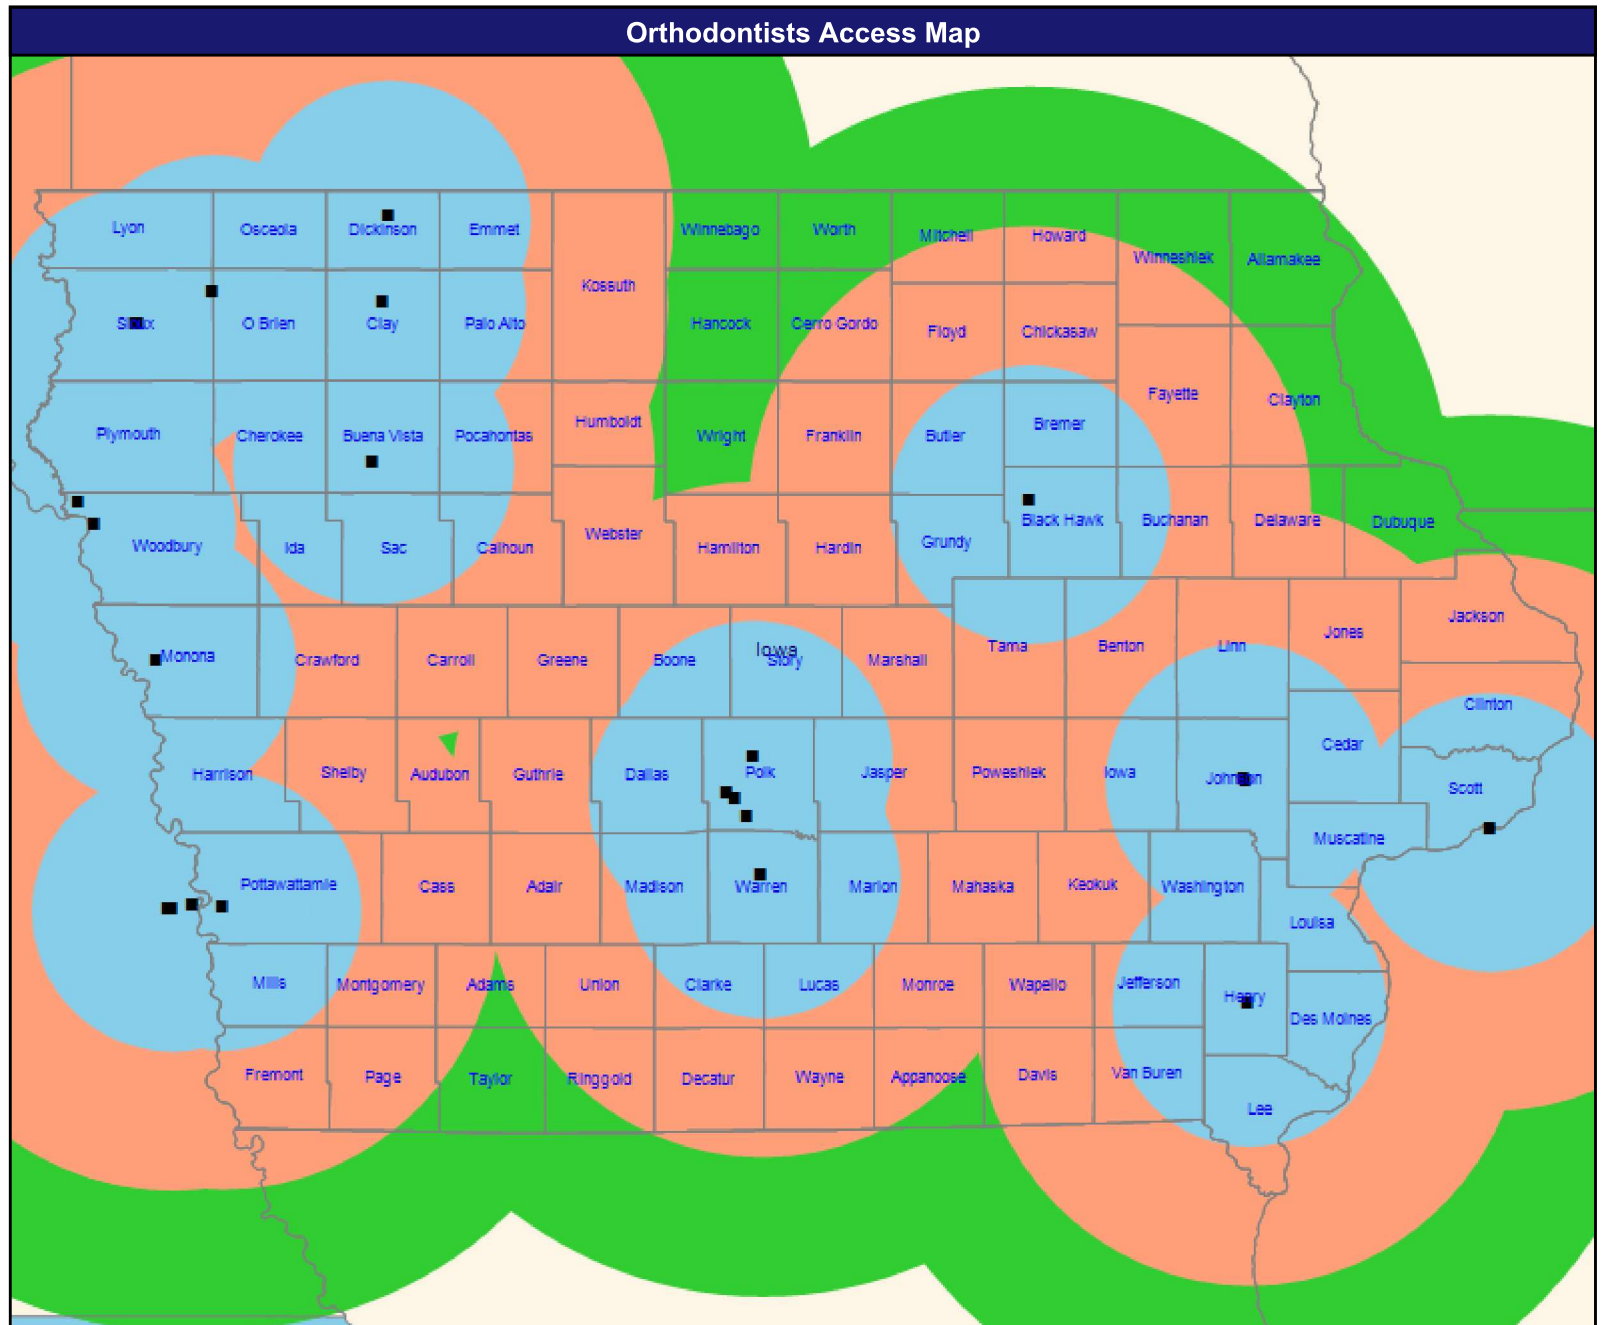 Orthodontists Access Map
Lyon
Osceola
Dickinson
Emmet
Winnebago
Worth
Mitchell
Howard
Winneshiek
Allamakee
Kossuth
Sioux
O Brien
Clay
Palo Alto
Hancock
Cerro Gordo
Floyd
Chickasaw
Fayette
Clayton
Plymouth
Cherokee
Buena Vista
Pocahontas
Humboldt
Wright
Franklin
Butler
Bremer
Woodbury
Ida
Sac
Calhoun
Webster
Hamilton
Hardin
Grundy
Black Hawk
Buchanan
Delaware
Dubuque
Monona
Crawford
Carroll
Greene
Boone
Iowa
Story
Marshall
Tama
Benton
Linn
Jones
Jackson
Clinton
Harrison
Shelby
Audubon
Guthrie
Dallas
Polk
Jasper
Poweshiek
Iowa
Johnson
Cedar
Scott
Muscatine
Pottawattamie
Cass
Adair
Madison
Warren
Marion
Mahaska
Keokuk
Washington
Louisa
Mills
Montgomery
Adams
Union
Clarke
Lucas
Monroe
Wapello
Jefferson
Henry
Des Moines
Fremont
Page
Taylor
Ringgold
Decatur
Wayne
Appanoose
Davis
Van Buren
Lee